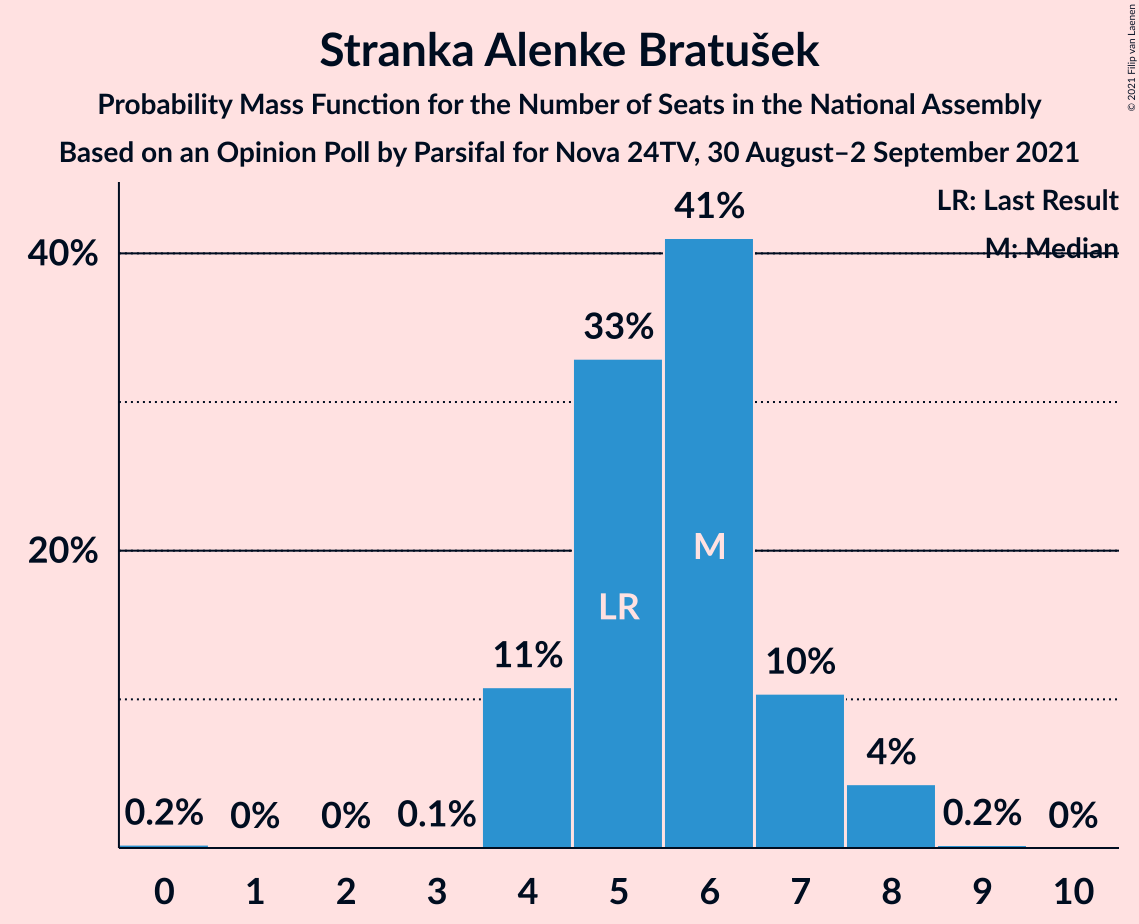 Stranka Alenke Bratušek
Probability Mass Function for the Number of Seats in the National Assembly
Based on an Opinion Poll by Parsifal for Nova 24TV, 30 August–2 September 2021
© 2021 Filip van Laenen
LR: Last Result
M: Median
40%
20%
0.2%
0%
0%
0.1%
11%
33%
41%
10%
4%
0.2%
0%
LR
M
0 1 2 3 4 5 6 7 8 9 10